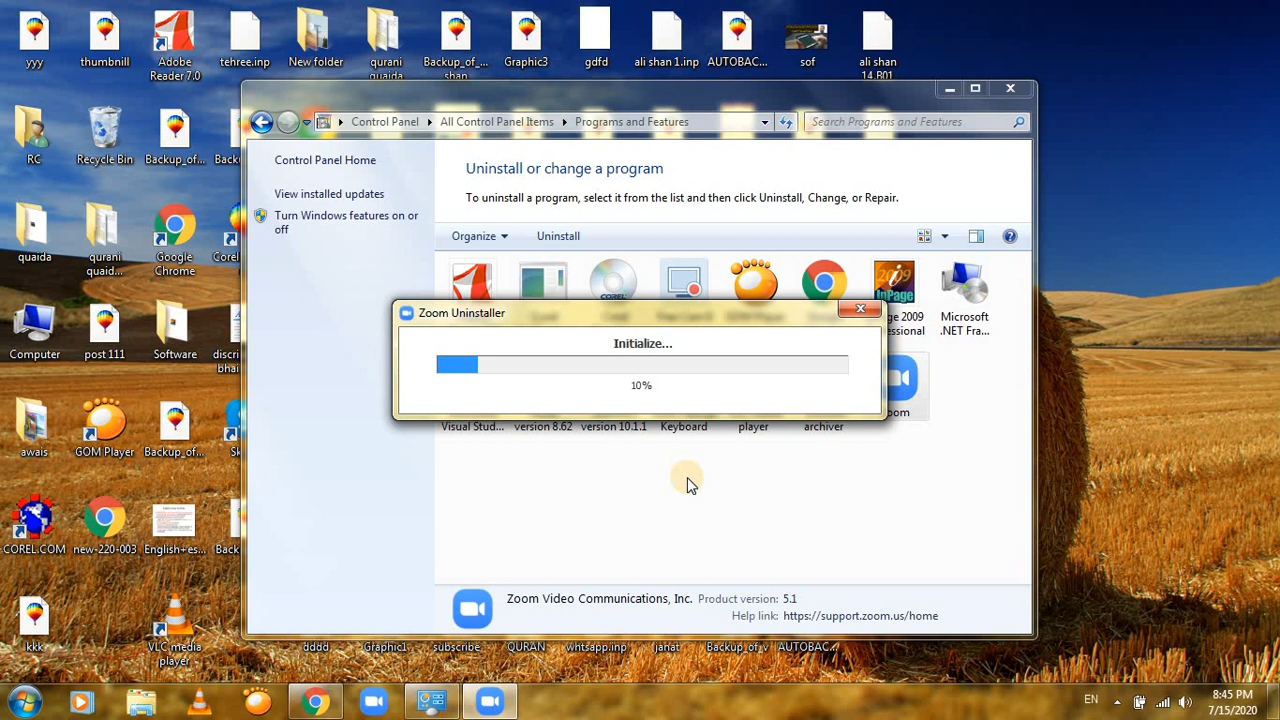 yyy
thumbnill
Adobe
Reader 7.0
tehree.inp
New folder
qurani
quaida
Backup_of_...
shan
Graphic3
gdfd
ali shan 1.inp
AUTOBAC...
sof
ali shan
14.B01
RC
Recycle Bin
Backup_of...
quaida
qurani
quaid...
Google
Chrome
Computer
post 111
Software
awais
GOM Player
Backup_of...
COREL.COM
new-220-003
English+es...
kkk
VLC media
player
dddd
Graphic1
subscribe
QURAN
whtsapp.inp
janat
Backup_of_v
AUTOBAC...
Control Panel
All Control Panel Items
Programs and Features
Search Programs and Features
Control Panel Home
View installed updates
Turn Windows features on or
off
Uninstall or change a program
To uninstall a program, select it from the list and then click Uninstall, Change, or Repair.
Organize
Uninstall
COREL
2009
InPage
Microsoft
.NET Fra...
Zoom Uninstaller
Initialize...
10%
Visual Stud...
version 8.62
version 10.1.1
Keyboard
player
archiver
Zoom Video Communications, Inc.
Product version: 5.1
Help link: https://support.zoom.us/home
EN
8:45 PM
7/15/2020